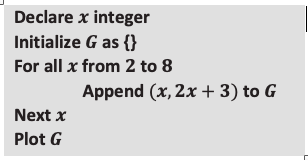 Declare x integer
Initialize G as {}
For all x from 2 to 8
Append (x, 2x + 3) to G
Next x
Plot G